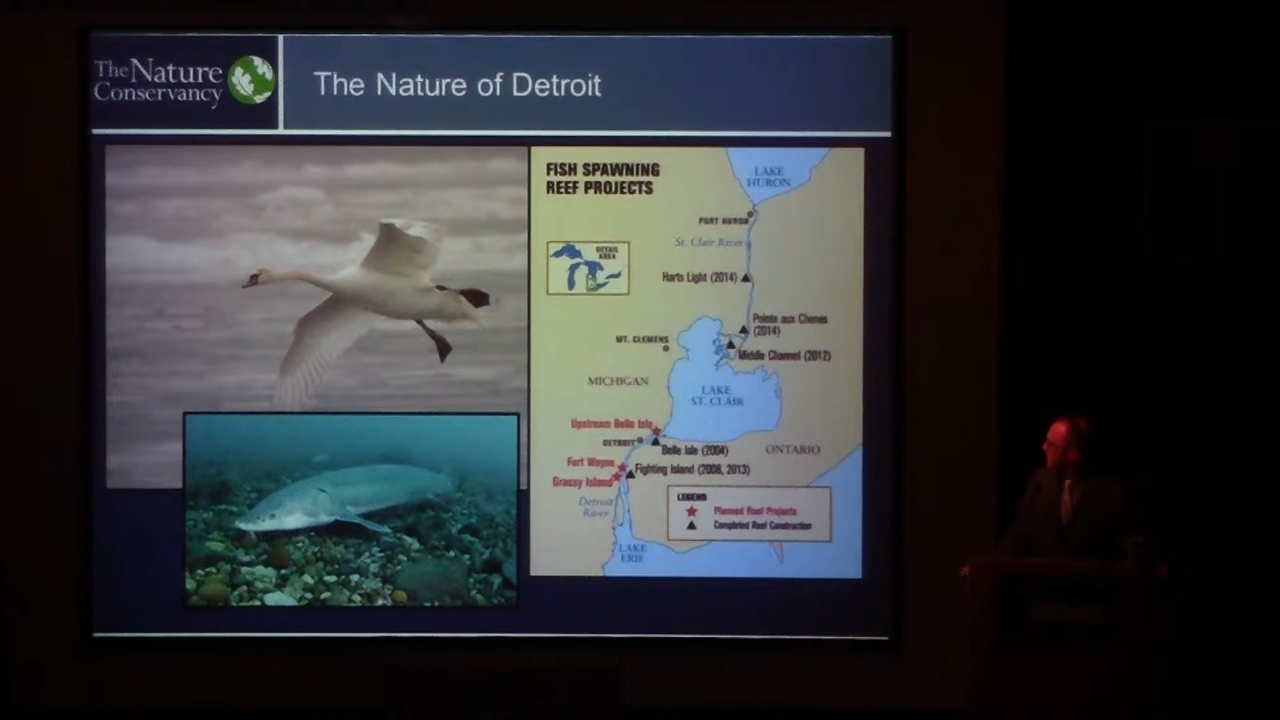 The Nature
Conservancy
The Nature of Detroit
FISH SPAWNING
REEF PROJECTS
LAKE
HURON
PORT HURON
St. Clair River
DETAIL
AREA
Harts Light (2014)
Pointe aux Chenes
(2014)
MT. CLEMENS
Middle Channel (2012)
MICHIGAN
LAKE
ST. CLAIR
Upstream Belle Isle
DETROIT
Belle Isle (2004)
ONTARIO
Fort Wayne
Fighting Island (2008, 2013)
Grassy Island
Detroit
River
LEGEND
Planned Reef Projects
Completed Reef Construction
LAKE
ERIE